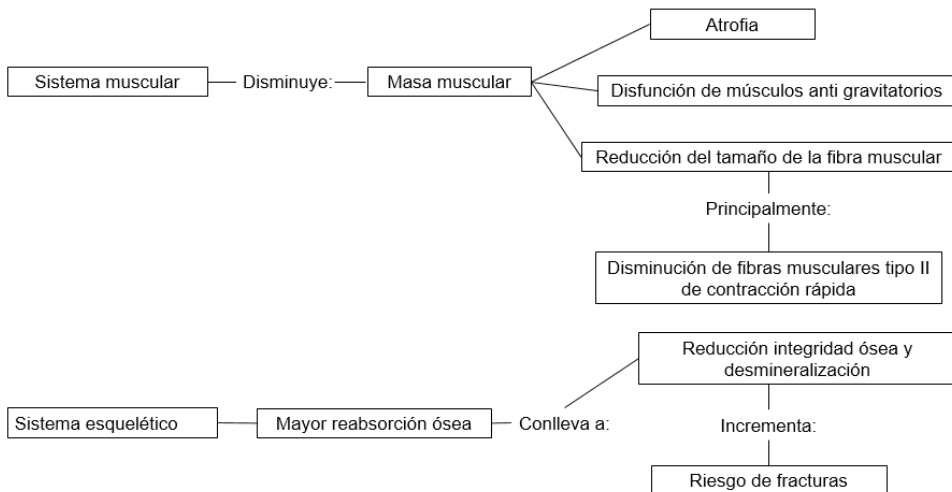 Atrofia
Sistema muscular
Disminuye:
Masa muscular
Disfunción de músculos anti gravitatorios
Reducción del tamaño de la fibra muscular
Principalmente:
Disminución de fibras musculares tipo II
de contracción rápida
Reducción integridad ósea y
desmineralización
Sistema esquelético
Mayor reabsorción ósea
Conlleva a:
Incrementa:
Riesgo de fracturas